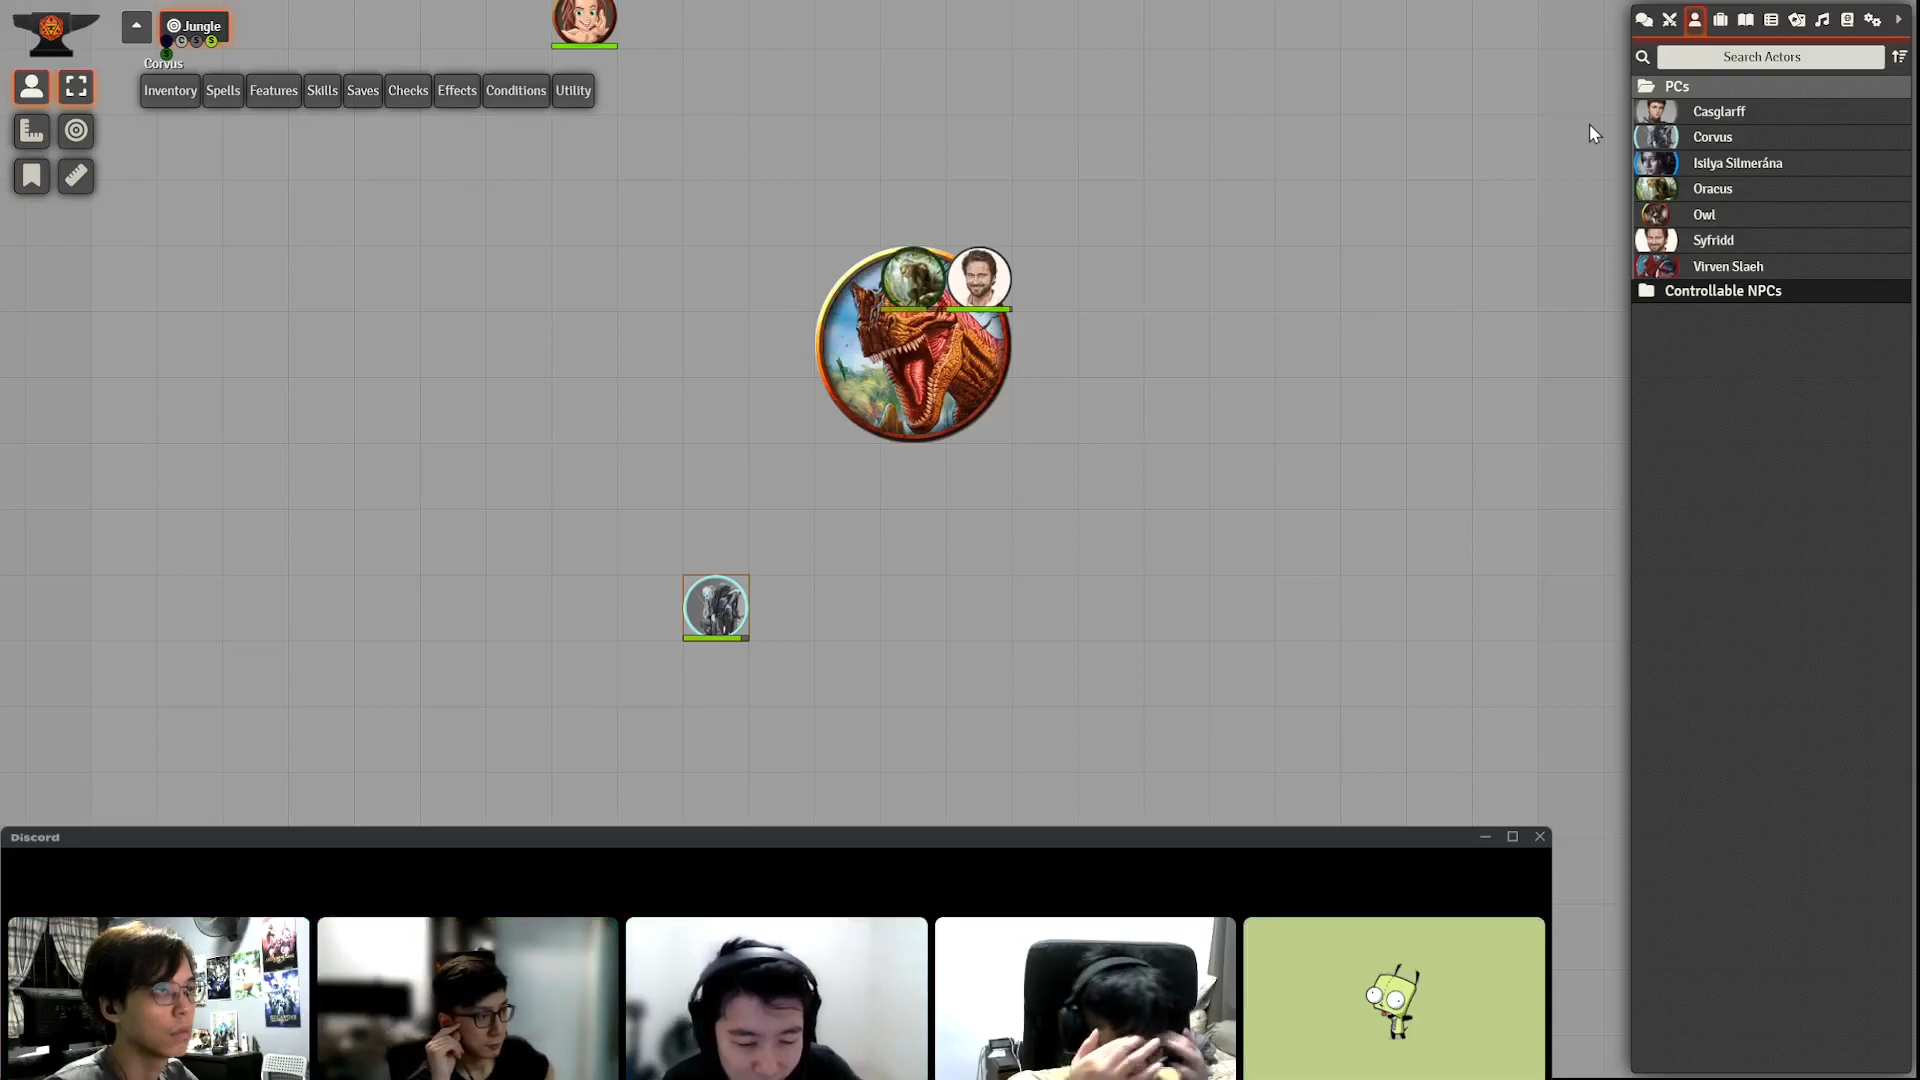 Jungle
C S S
S
Corvus
Inventory Spells Features Skills Saves Checks Effects Conditions Utility
Search Actors
PCs
Casglarff
Corvus
Isilya Silmerána
Oracus
Owl
Syfridd
Virven Slaeh
Controllable NPCs
Discord